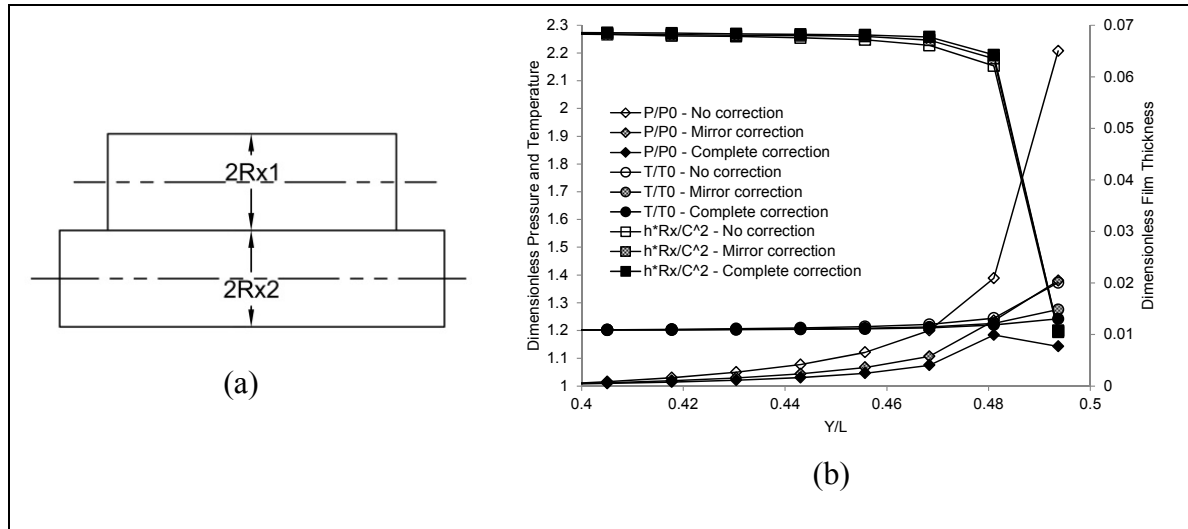 2Rx1
2Rx2
(a)
Dimensionless Pressure and Temperature
2.3
2.2
2.1
2
1.9
1.8
1.7
1.6
1.5
1.4
1.3
1.2
1.1
1
P/P0 - No correction
P/P0 - Mirror correction
P/P0 - Complete correction
T/T0 - No correction
T/T0 - Mirror correction
T/T0 - Complete correction
h*Rx/C^2 - No correction
h*Rx/C^2 - Mirror correction
h*Rx/C^2 - Complete correction
0.07
0.06
0.05
0.04
0.03
0.02
0.01
0
Dimensionless Film Thickness
0.4
0.42
0.44
0.46
0.48
0.5
Y/L
(b)